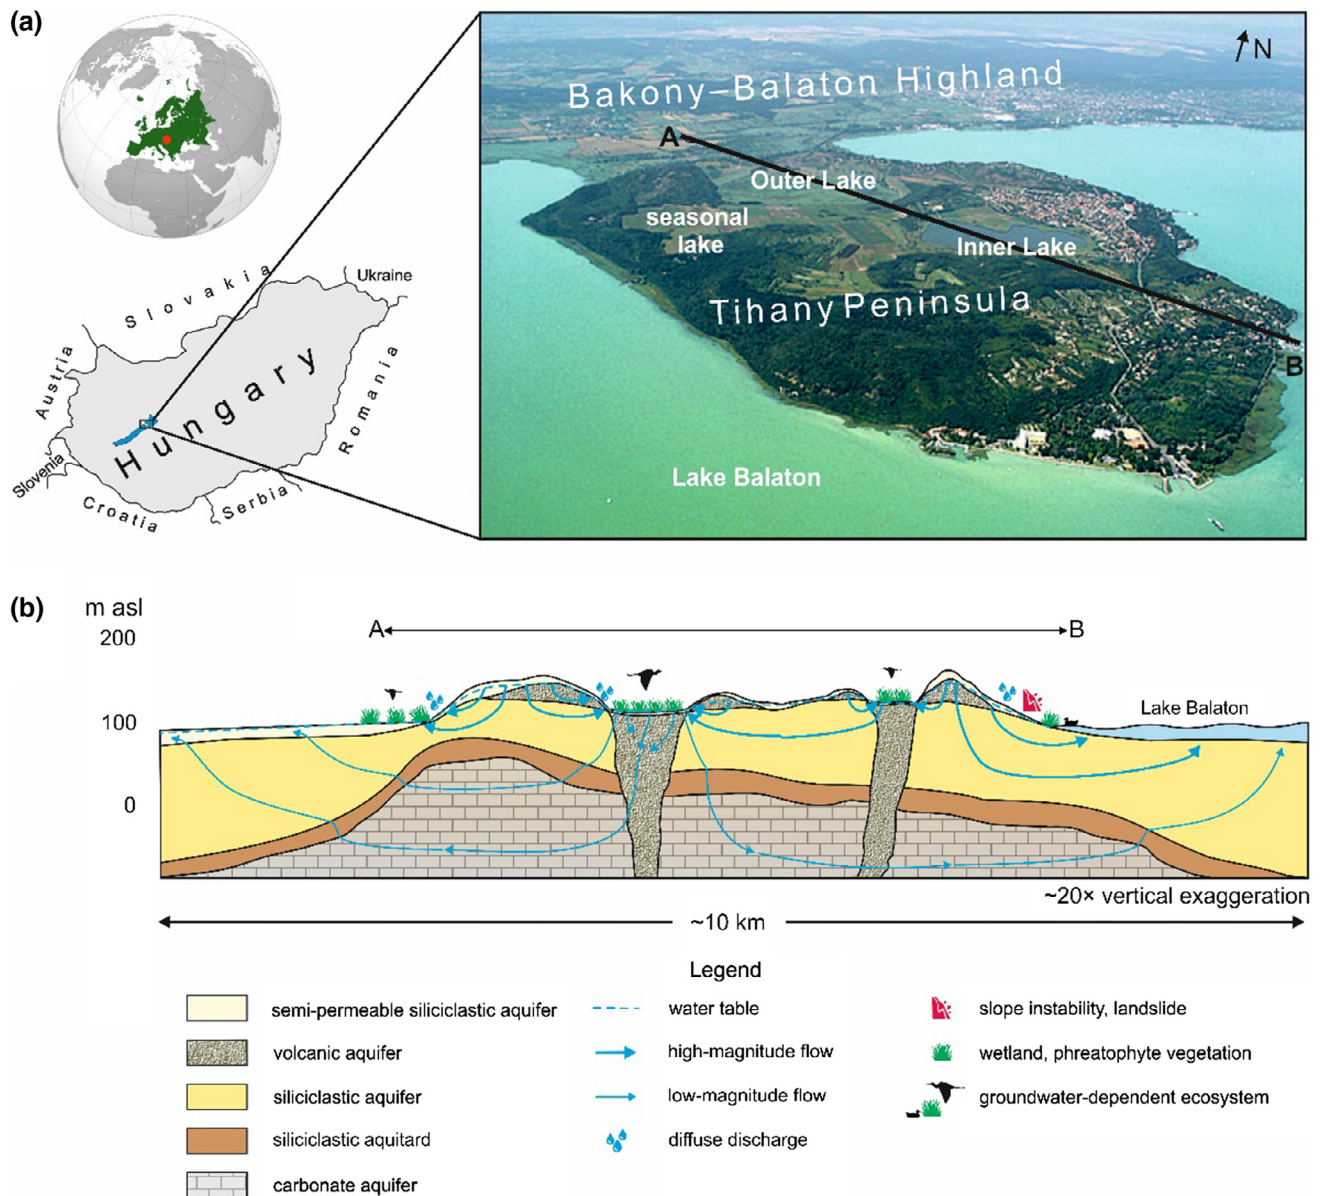 (a)
N
Bakony–Balaton Highland
A
Outer Lake
seasonal
lake
Inner Lake
Tihany Peninsula
B
Lake Balaton
Slovakia
Ukraine
Austria
Hungary
Romania
Slovenia
Croatia
Serbia
(b)
m asl
200
A
B
100
Lake Balaton
0
~20× vertical exaggeration
~10 km
Legend
semi-permeable siliciclastic aquifer
water table
slope instability, landslide
volcanic aquifer
high-magnitude flow
wetland, phreatophyte vegetation
siliciclastic aquifer
low-magnitude flow
groundwater-dependent ecosystem
siliciclastic aquitard
diffuse discharge
carbonate aquifer